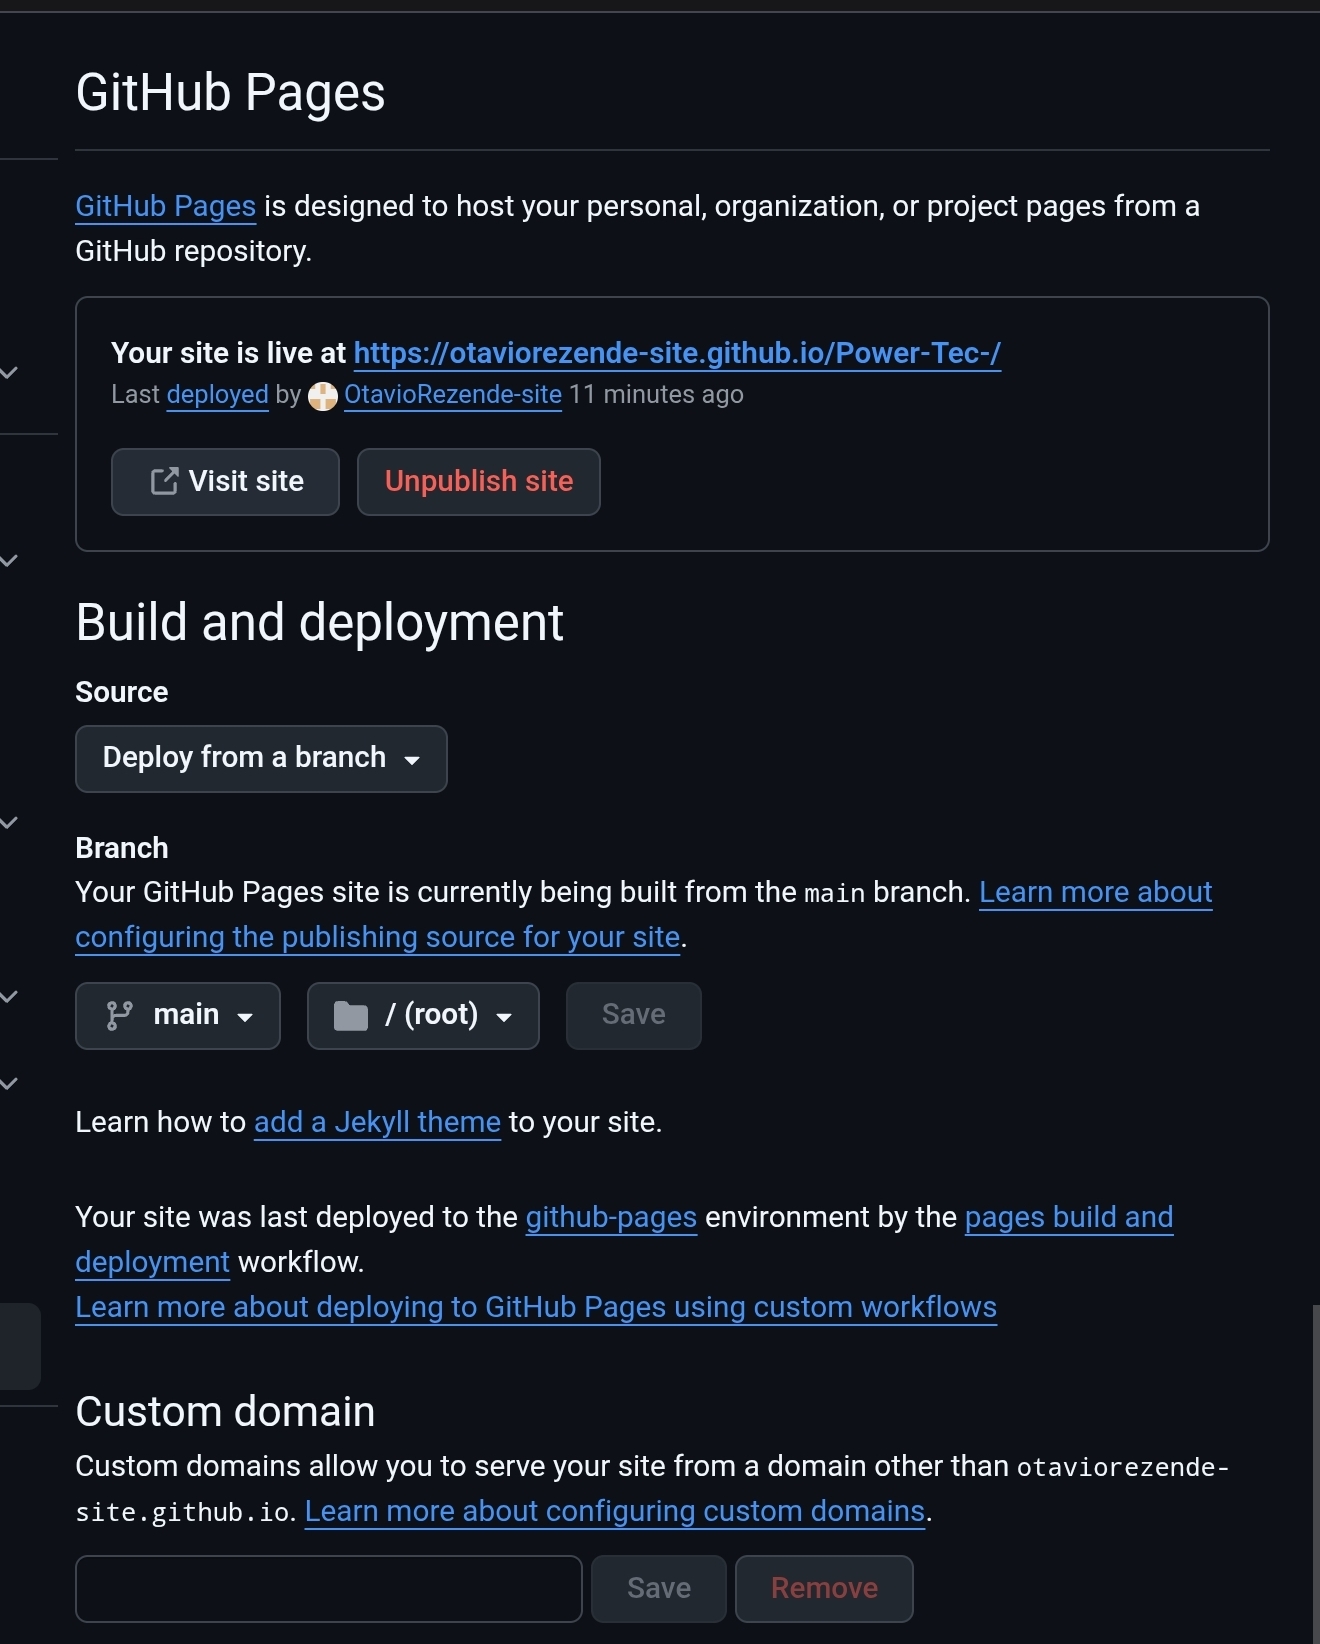 GitHub Pages
GitHub Pages is designed to host your personal, organization, or project pages from a
GitHub repository.
Your site is live at https://otaviorezende-site.github.io/Power-Tec-/
Last deployed by OtavioRezende-site 11 minutes ago
Visit site Unpublish site
Build and deployment
Source
Deploy from a branch
Branch
Your GitHub Pages site is currently being built from the main branch. Learn more about
configuring the publishing source for your site.
main / (root) Save
Learn how to add a Jekyll theme to your site.
Your site was last deployed to the github-pages environment by the pages build and
deployment workflow.
Learn more about deploying to GitHub Pages using custom workflows
Custom domain
Custom domains allow you to serve your site from a domain other than otaviorezende-
site.github.io. Learn more about configuring custom domains.
Save Remove